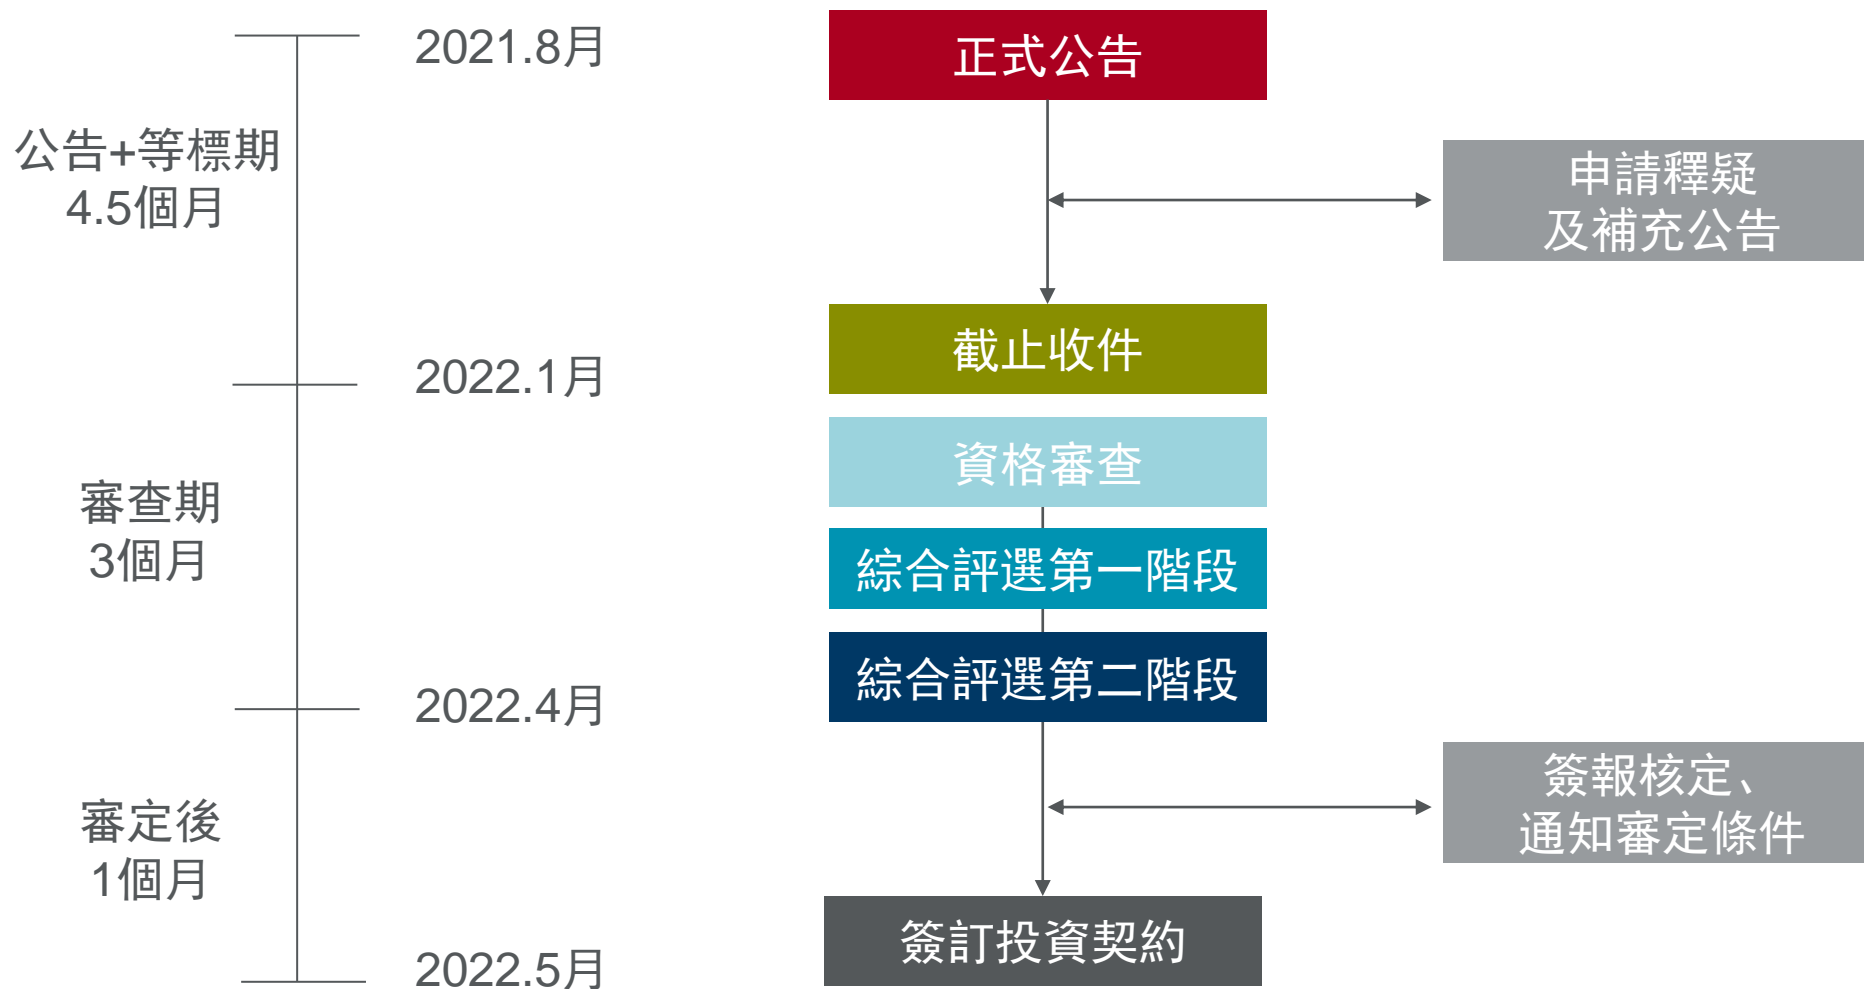 2021.8月
正式公告
公告+等標期
4.5個月
申請釋疑
及補充公告
2022.1月
截止收件
資格審查
審查期
3個月
綜合評選第一階段
綜合評選第二階段
2022.4月
簽報核定、
通知審定條件
審定後
1個月
簽訂投資契約
2022.5月